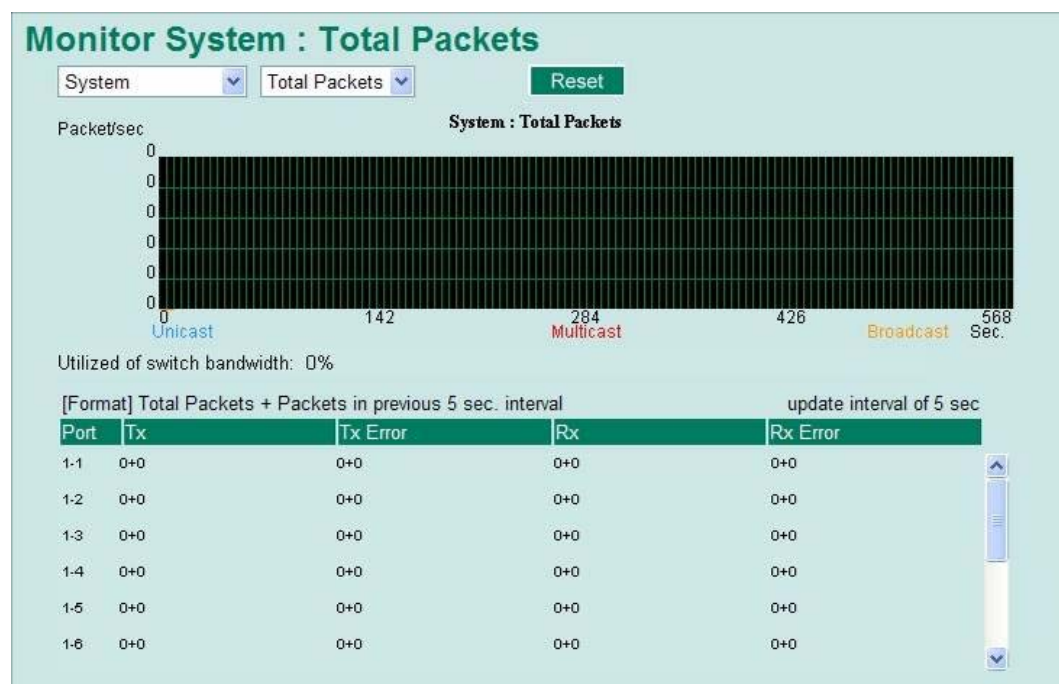 Monitor System : Total Packets
System Total Packets Reset
Packet/sec System : Total Packets
0
0
0
0
0
0
0 142 284 426 568
Unicast Multicast Broadcast Sec.
Utilized of switch bandwidth: 0%
[Format] Total Packets + Packets in previous 5 sec. interval update interval of 5 sec
Port Tx Tx Error Rx Rx Error
1-1 0+0 0+0 0+0 0+0
1-2 0+0 0+0 0+0 0+0
1-3 0+0 0+0 0+0 0+0
1-4 0+0 0+0 0+0 0+0
1-5 0+0 0+0 0+0 0+0
1-6 0+0 0+0 0+0 0+0